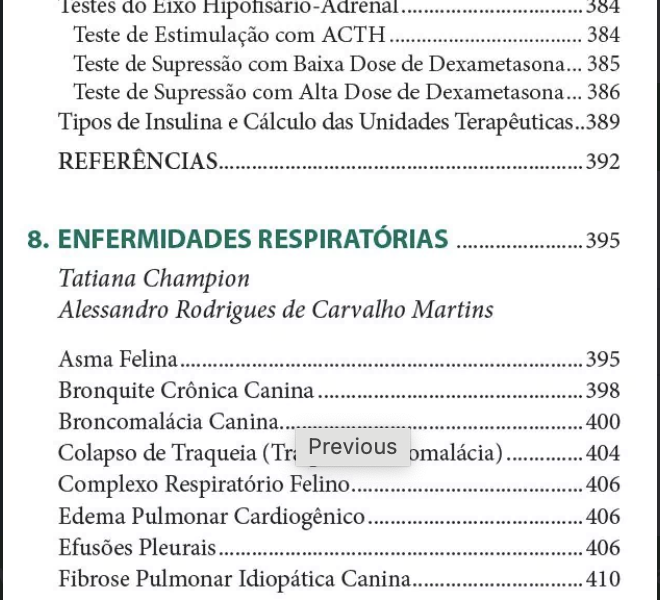 Testes do Eixo Hipofisário-Adrenal....................................384
Teste de Estimulação com ACTH......................................384
Teste de Supressão com Baixa Dose de Dexametasona... 385
Teste de Supressão com Alta Dose de Dexametasona... 386
Tipos de Insulina e Cálculo das Unidades Terapêuticas..389
REFERÊNCIAS.......................................................................392
8. ENFERMIDADES RESPIRATÓRIAS ........................395
Tatiana Champion
Alessandro Rodrigues de Carvalho Martins
Asma Felina...............................................................................395
Bronquite Crônica Canina.....................................................398
Broncomalácia Canina............................................................400
Colapso de Traqueia ( omalácia)................404
Previous
Complexo Respiratório Felino..............................................406
Edema Pulmonar Cardiogênico...........................................406
Efusões Pleurais.......................................................................406
Fibrose Pulmonar Idiopática Canina..................................410